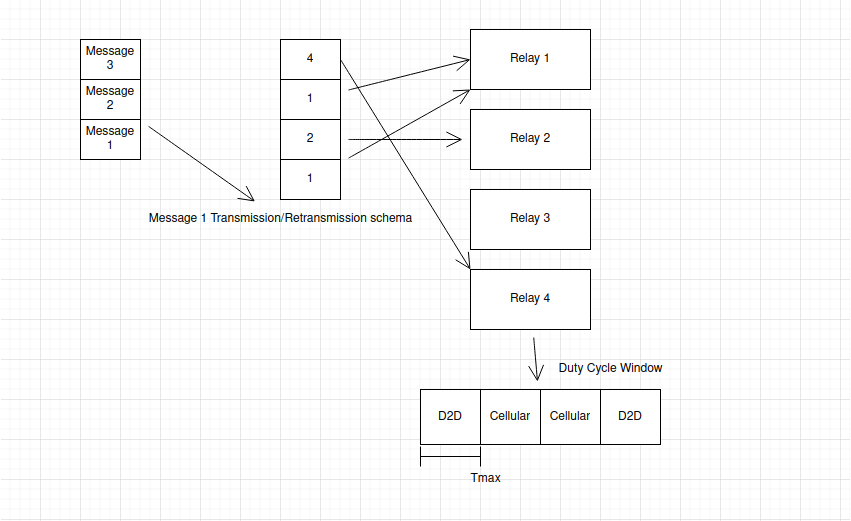 Message
3
Message
2
Message
1
4
1
2
1
Message 1 Transmission/Retransmission schema
Relay 1
Relay 2
Relay 3
Relay 4
Duty Cycle Window
D2D
Cellular
Cellular
D2D
Tmax